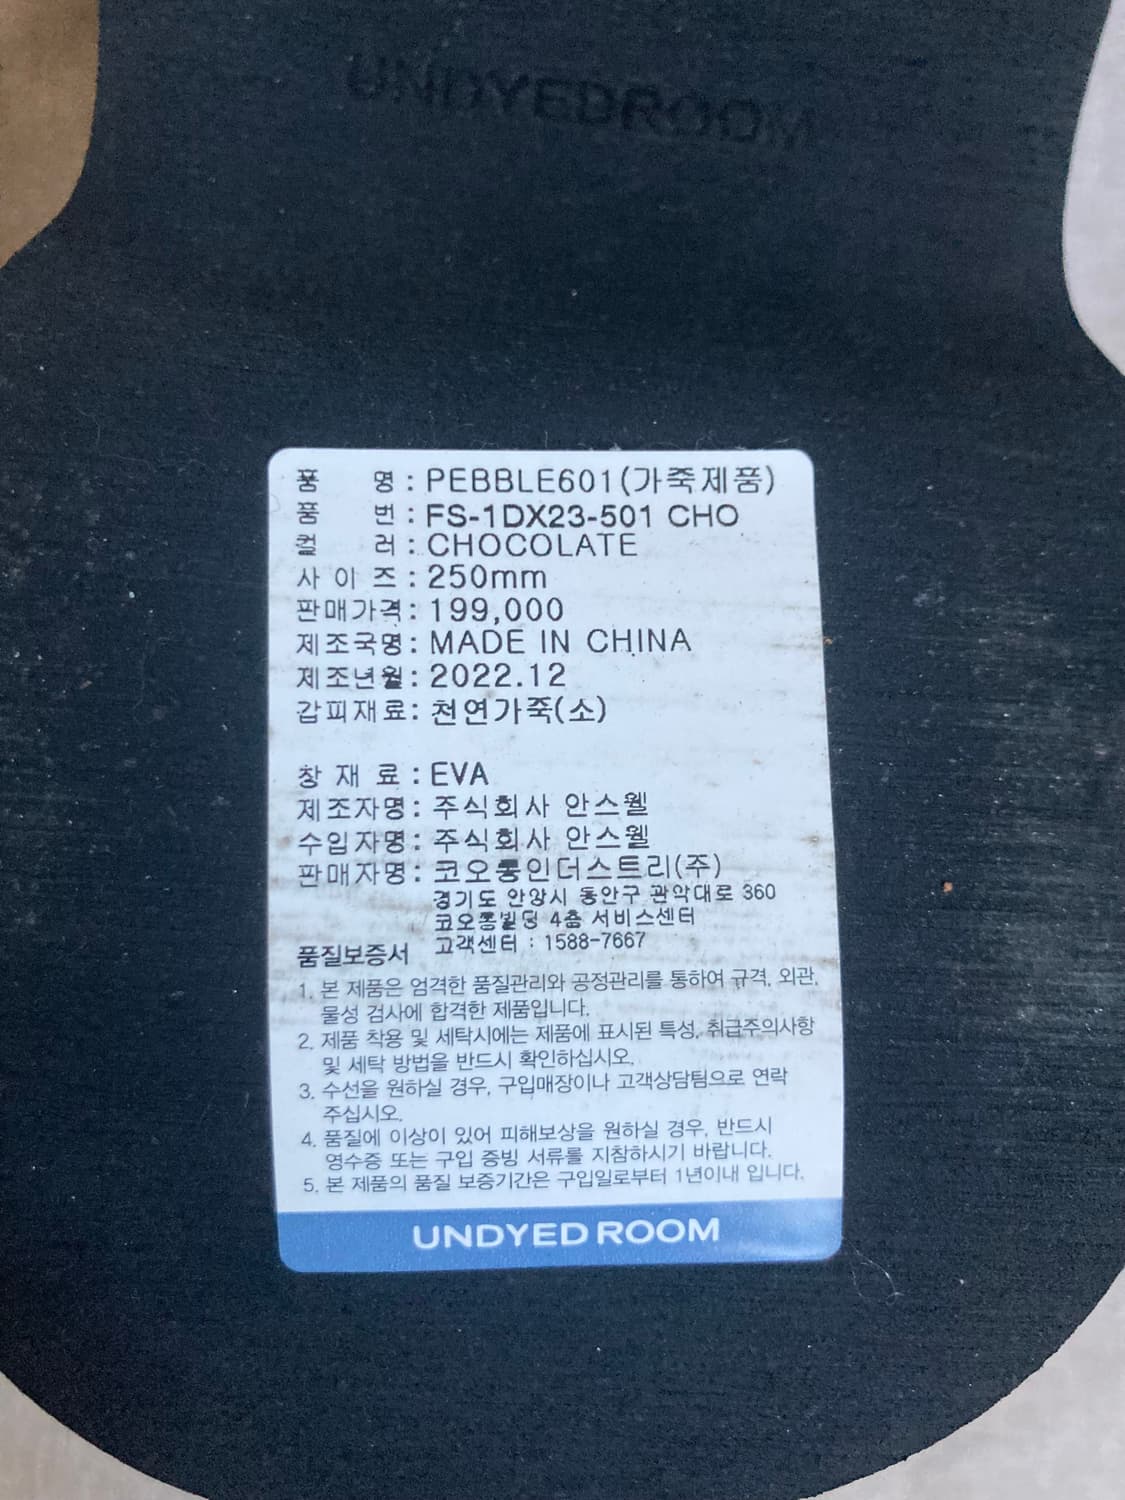 UNDYEDROOM
품 명 : PEBBLE601(가죽제품)
품 번 : FS-1DX23-501 CHO
컬 러 : CHOCOLATE
사 이 즈 : 250mm
판매가격 : 199,000
제조국명 : MADE IN CHINA
제조년월 : 2022.12
갑피재료 : 천연가죽(소)
창 재 료 : EVA
제조자명 : 주식회사 안스웰
수입자명 : 주식회사 안스웰
판매자명 : 코오롱인더스트리(주)
경기도 안양시 동안구 관악대로 360
코오롱빌딩 4층 서비스센터
고객센터 : 1588-7667
품질보증서
1. 본 제품은 엄격한 품질관리와 공정관리를 통하여 규격, 외관,
물성 검사에 합격한 제품입니다.
2. 제품 착용 및 세탁시에는 제품에 표시된 특성, 취급주의사항
및 세탁 방법을 반드시 확인하십시오.
3. 수선을 원하실 경우, 구입매장이나 고객상담팀으로 연락
주십시오.
4. 품질에 이상이 있어 피해보상을 원하실 경우, 반드시
영수증 또는 구입 증빙 서류를 지참하시기 바랍니다.
5. 본 제품의 품질 보증기간은 구입일로부터 1년이내 입니다.
UNDYED ROOM